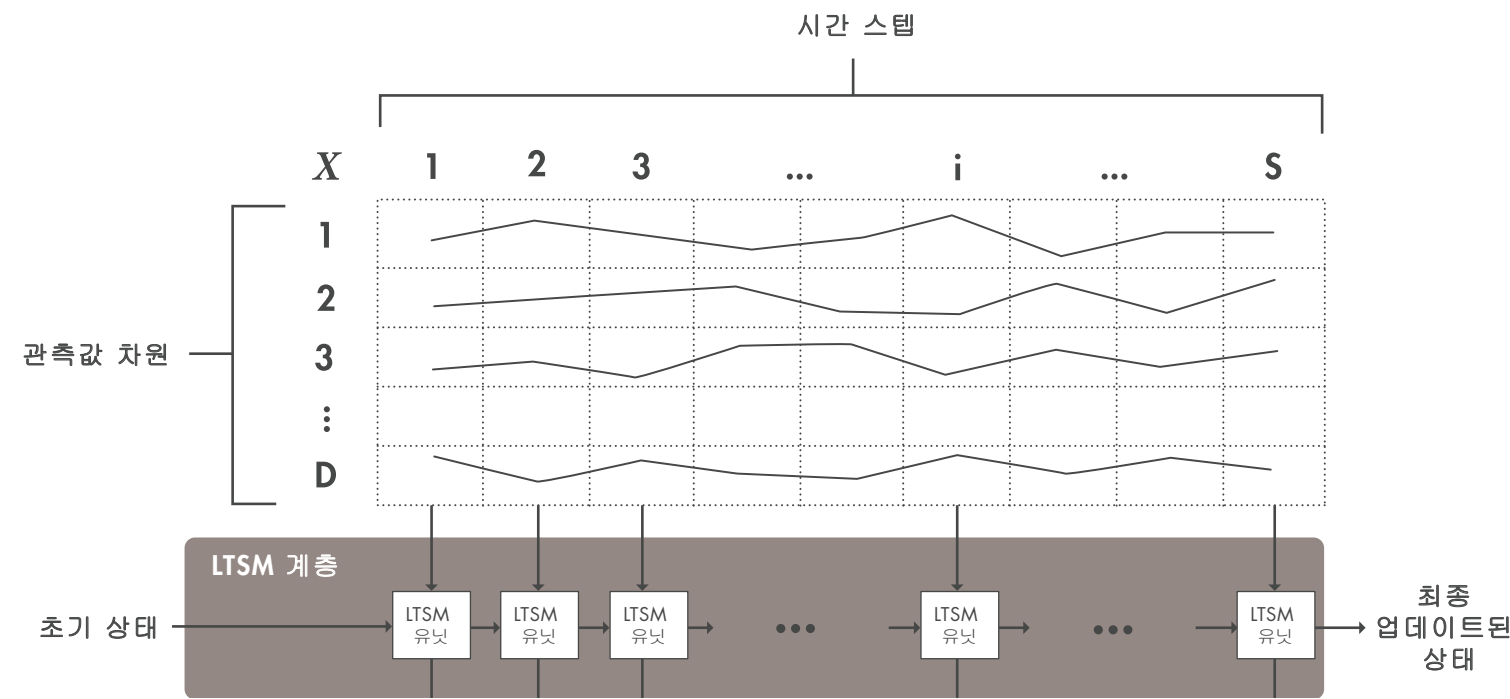 시간 스텝
X 1 2 3 ... i ... S
1
2
관측값 차원
3
⋮
D
LTSM 계층
초기 상태
LTSM
유닛
LTSM
유닛
LTSM
유닛
...
LTSM
유닛
...
LTSM
유닛
최종
업데이트된
상태